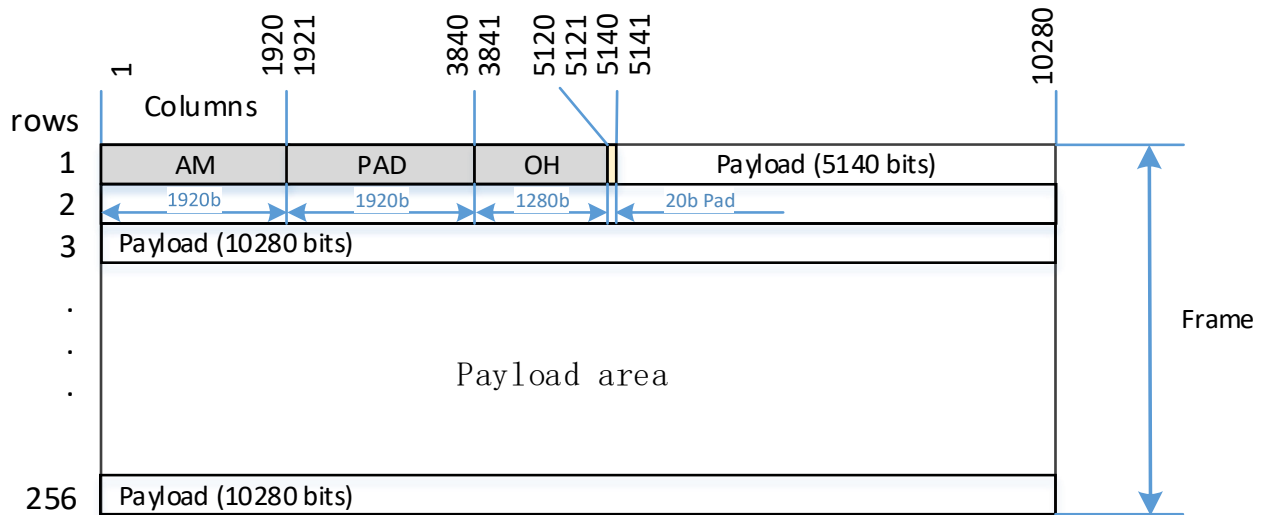 1
1920
1921
3840
3841
5120
5121
5140
5141
10280
Columns
rows
1
AM
PAD
OH
Payload (5140 bits)
2
1920b
1920b
1280b
20b Pad
3
Payload (10280 bits)
.
.
.
Payload area
Frame
256
Payload (10280 bits)